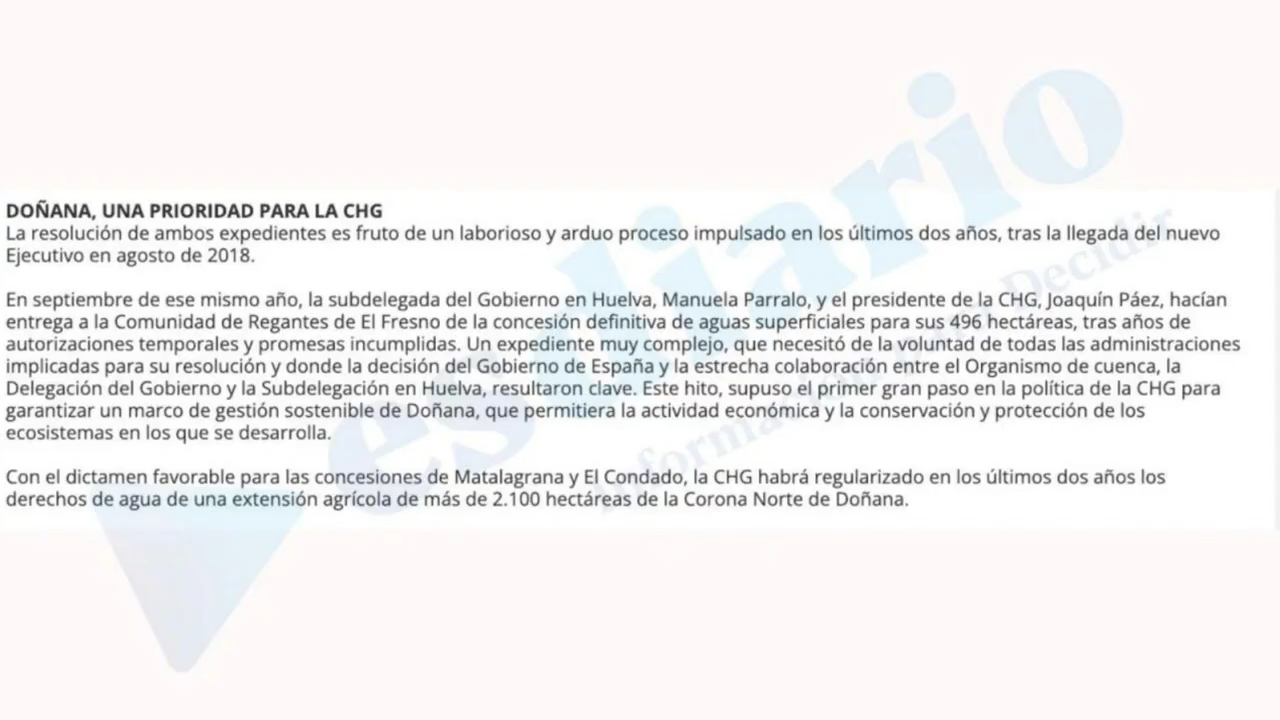 DOÑANA, UNA PRIORIDAD PARA LA CHG
La resolución de ambos expedientes es fruto de un laborioso y arduo proceso impulsado en los últimos dos años, tras la llegada del nuevo
Ejecutivo en agosto de 2018.
En septiembre de ese mismo año, la subdelegada del Gobierno en Huelva, Manuela Parralo, y el presidente de la CHG, Joaquín Páez, hacían
entrega a la Comunidad de Regantes de El Fresno de la concesión definitiva de aguas superficiales para sus 496 hectáreas, tras años de
autorizaciones temporales y promesas incumplidas. Un expediente muy complejo, que necesitó de la voluntad de todas las administraciones
implicadas para su resolución y donde la decisión del Gobierno de España y la estrecha colaboración entre el Organismo de cuenca, la
Delegación del Gobierno y la Subdelegación en Huelva, resultaron clave. Este hito, supuso el primer gran paso en la política de la CHG para
garantizar un marco de gestión sostenible de Doñana, que permitiera la actividad económica y la conservación y protección de los
ecosistemas en los que se desarrolla.
Con el dictamen favorable para las concesiones de Matalagrana y El Condado, la CHG habrá regularizado en los últimos dos años los
derechos de agua de una extensión agrícola de más de 2.100 hectáreas de la Corona Norte de Doñana.
esdiario
Información para Decidir